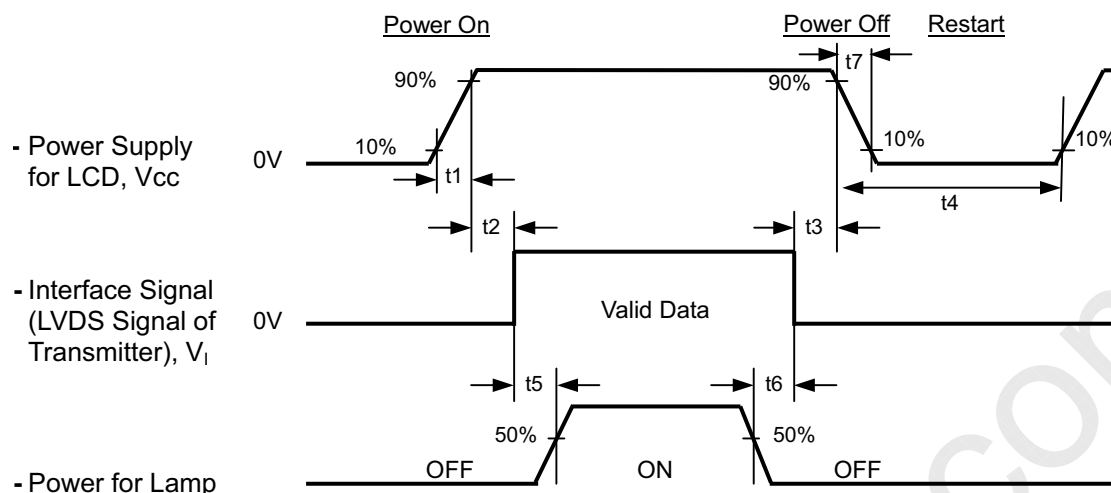 Power On
Power Off
Restart
t7
90%
90%
10%
10%
10%
- Power Supply
for LCD, Vcc
0V
t1
t4
t2
t3
- Interface Signal
(LVDS Signal of
Transmitter), VI
0V
Valid Data
t5
t6
50%
50%
OFF
ON
OFF
- Power for Lamp
.com